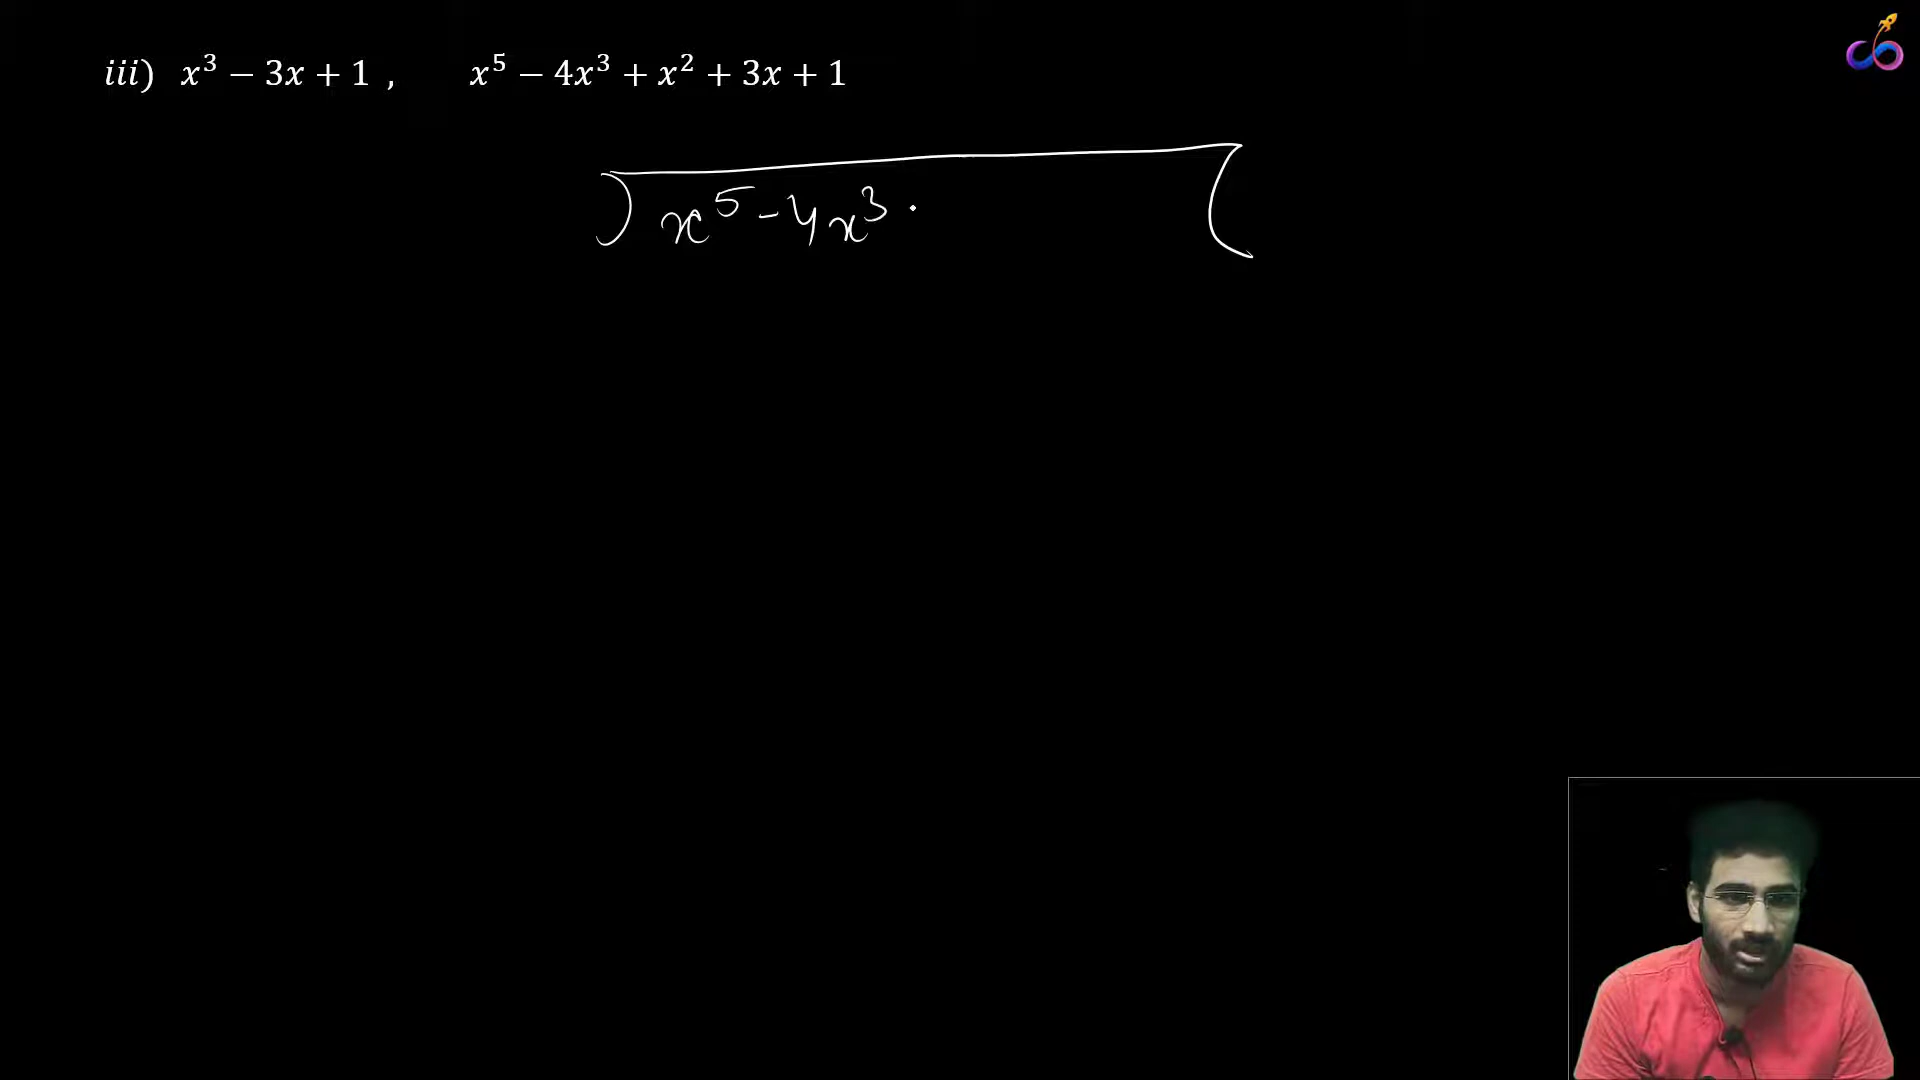 iii) x³ − 3x + 1 , x⁵ − 4x³ + x² + 3x + 1
x⁵ - 4x³